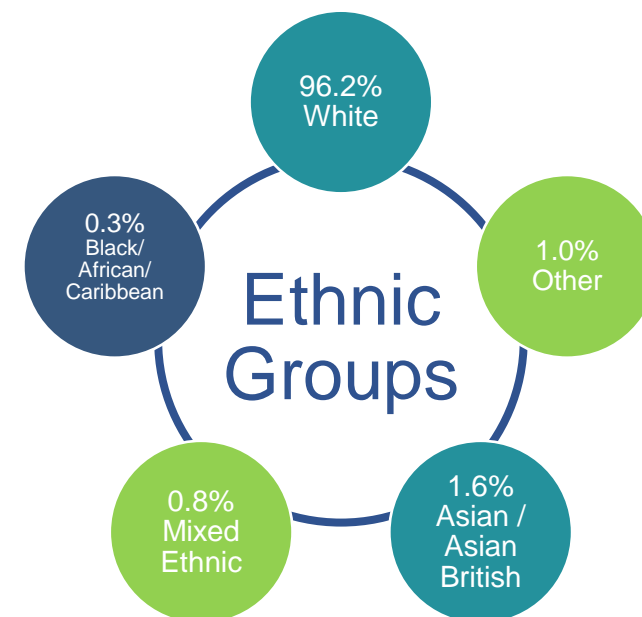 96.2%
White
1.0%
Other
1.6%
Asian /
Asian
British
0.8%
Mixed
Ethnic
0.3%
Black/
African/
Caribbean
Ethnic
Groups